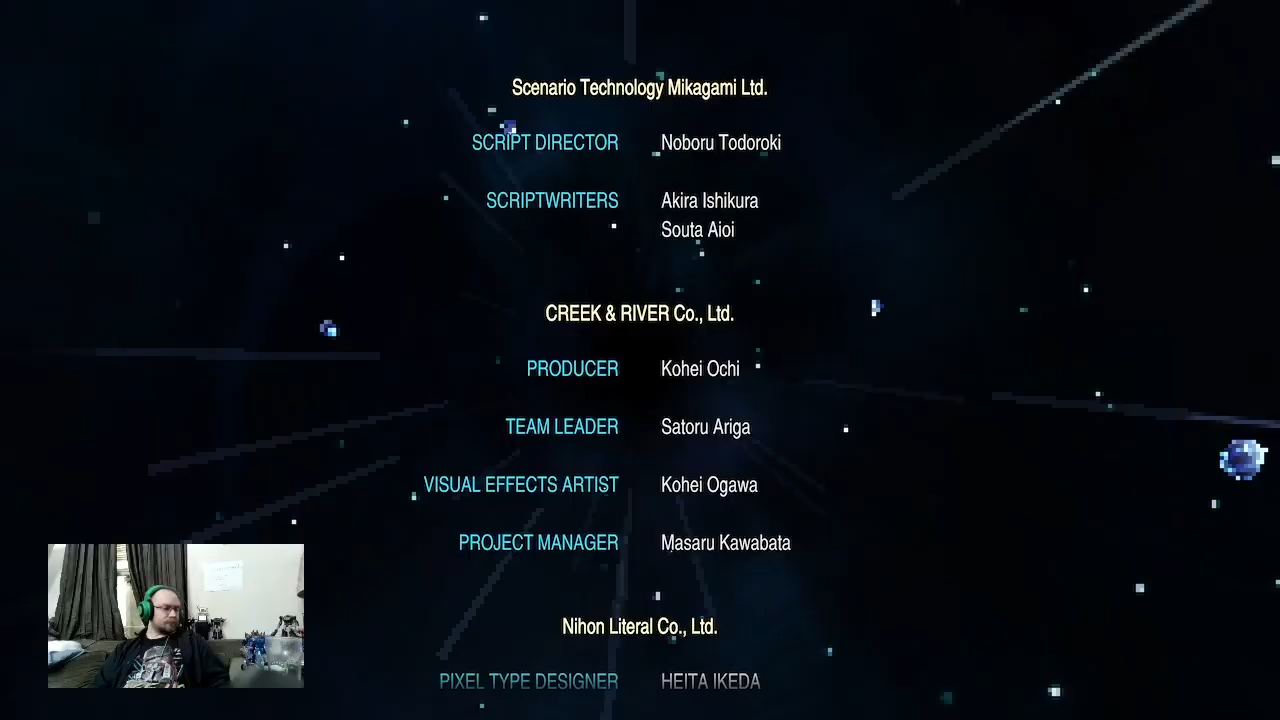 Scenario Technology Mikagami Ltd.
SCRIPT DIRECTOR Noboru Todoroki
SCRIPTWRITERS Akira Ishikura
Souta Aioi
CREEK & RIVER Co., Ltd.
PRODUCER Kohei Ochi
TEAM LEADER Satoru Ariga
VISUAL EFFECTS ARTIST Kohei Ogawa
PROJECT MANAGER Masaru Kawabata
Nihon Literal Co., Ltd.
PIXEL TYPE DESIGNER HEITA IKEDA